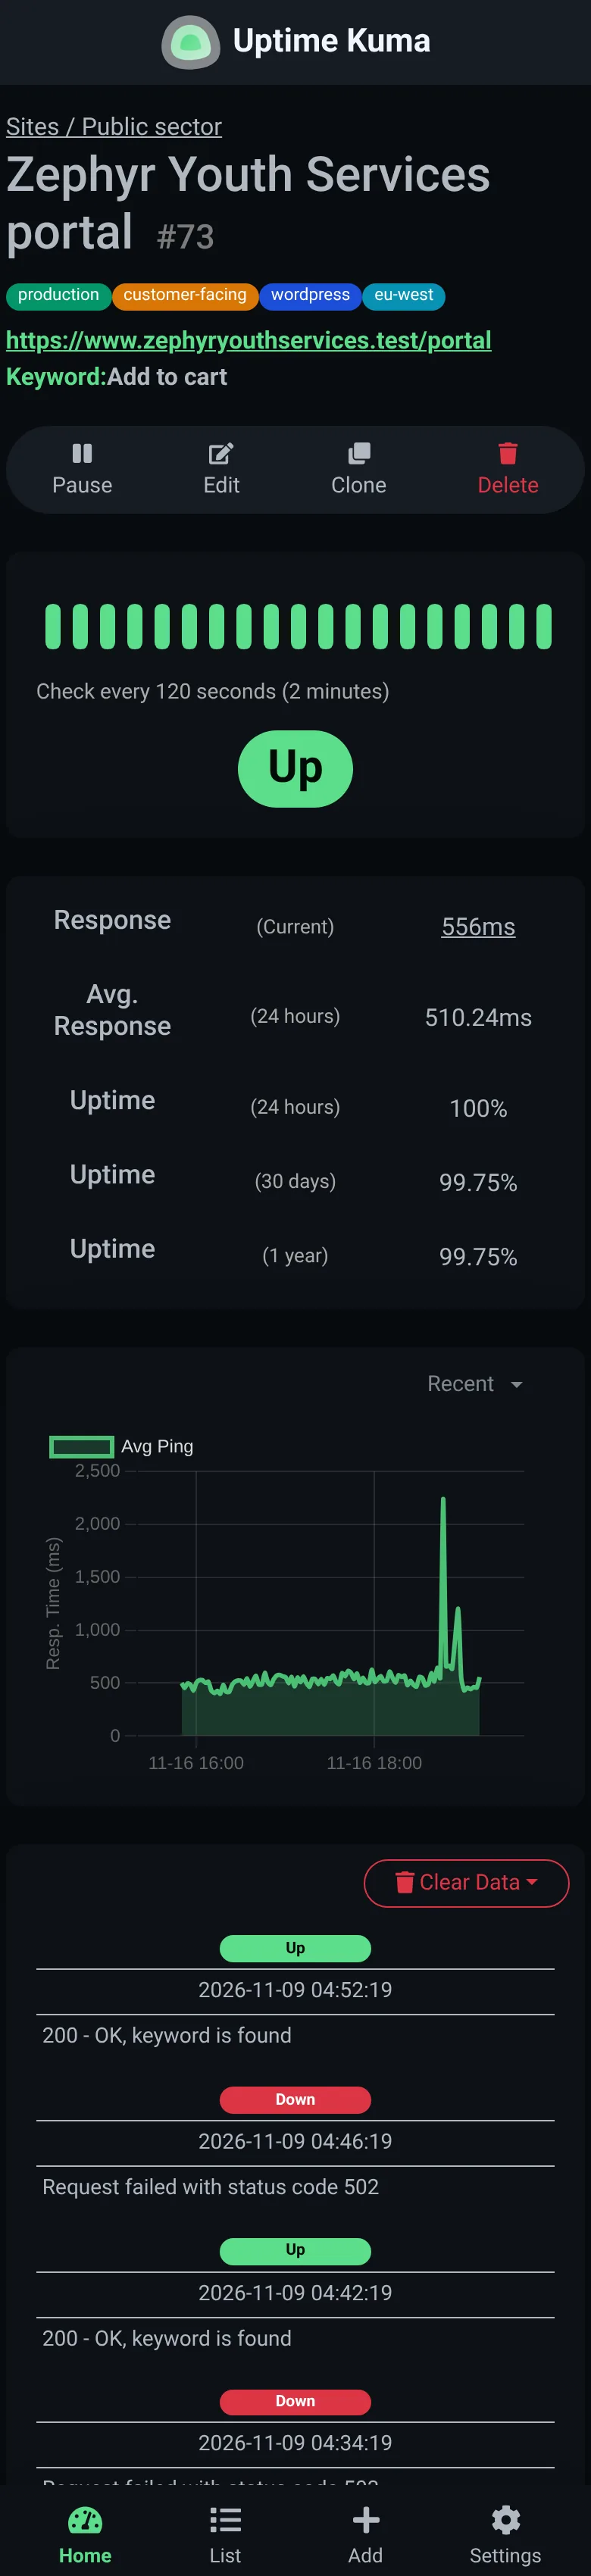 Uptime Kuma
Sites / Public sector
Zephyr Youth Services
portal #73
production customer-facing wordpress eu-west
https://www.zephyryouthservices.test/portal
Keyword:Add to cart
Pause Edit Clone Delete
Check every 120 seconds (2 minutes)
Up
Response (Current) 556ms
Avg.
Response (24 hours) 510.24ms
Uptime (24 hours) 100%
Uptime (30 days) 99.75%
Uptime (1 year) 99.75%
Recent
Avg Ping
2,500
2,000
1,500
1,000
500
0
Resp. Time (ms)
11-16 16:00 11-16 18:00
Clear Data
Up
2026-11-09 04:52:19
200 - OK, keyword is found
Down
2026-11-09 04:46:19
Request failed with status code 502
Up
2026-11-09 04:42:19
200 - OK, keyword is found
Down
2026-11-09 04:34:19
Home List Add Settings